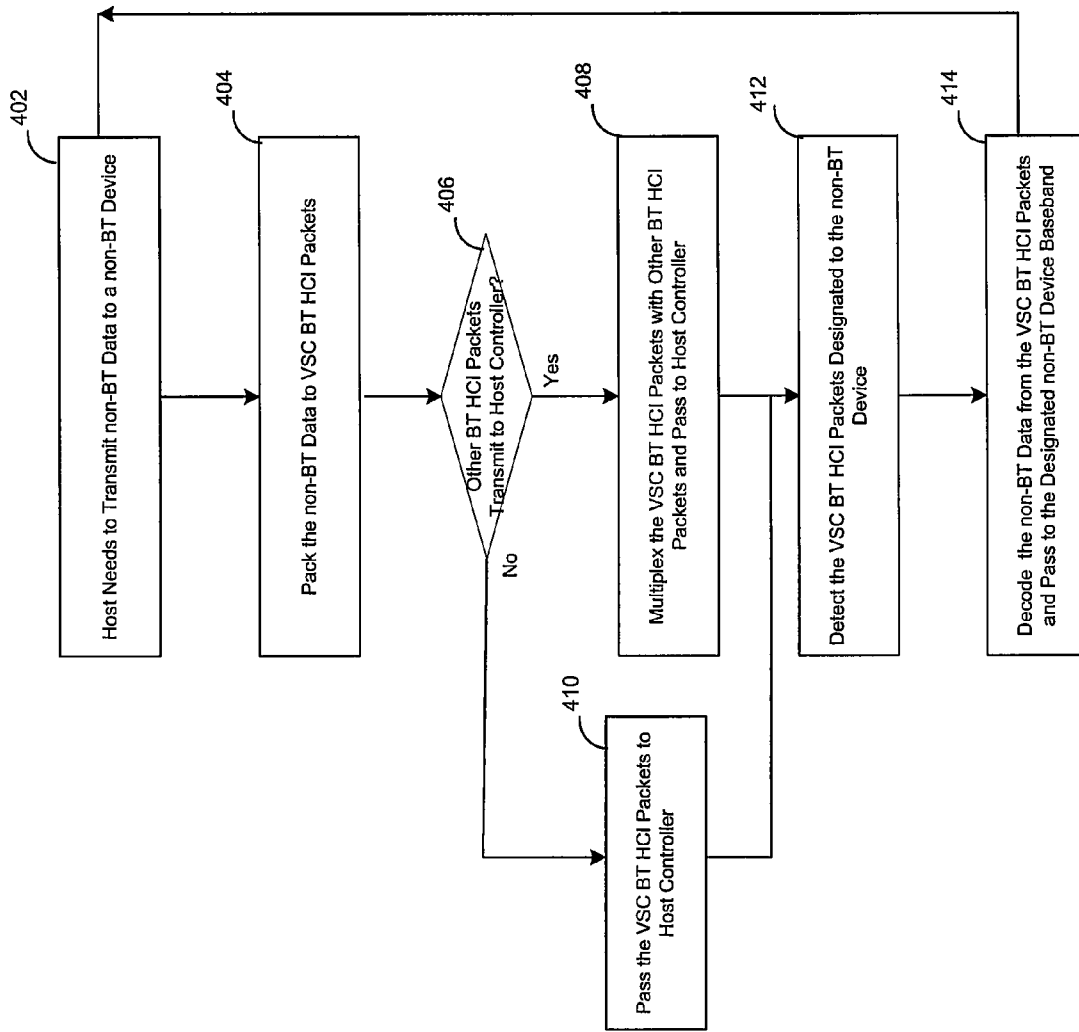 402
Host Needs to Transmit non-BT Data to a non-BT Device
404
Pack the non-BT Data to VSC BT HCI Packets
406
Other BT HCI Packets
Transmit to Host Controller?
Yes
No
408
Multiplex the VSC BT HCI Packets with Other BT HCI
Packets and Pass to Host Controller
410
Pass the VSC BT HCI Packets to
Host Controller
412
Detect the VSC BT HCI Packets Designated to the non-BT
Device
414
Decode the non-BT Data from the VSC BT HCI Packets
and Pass to the Designated non-BT Device Baseband